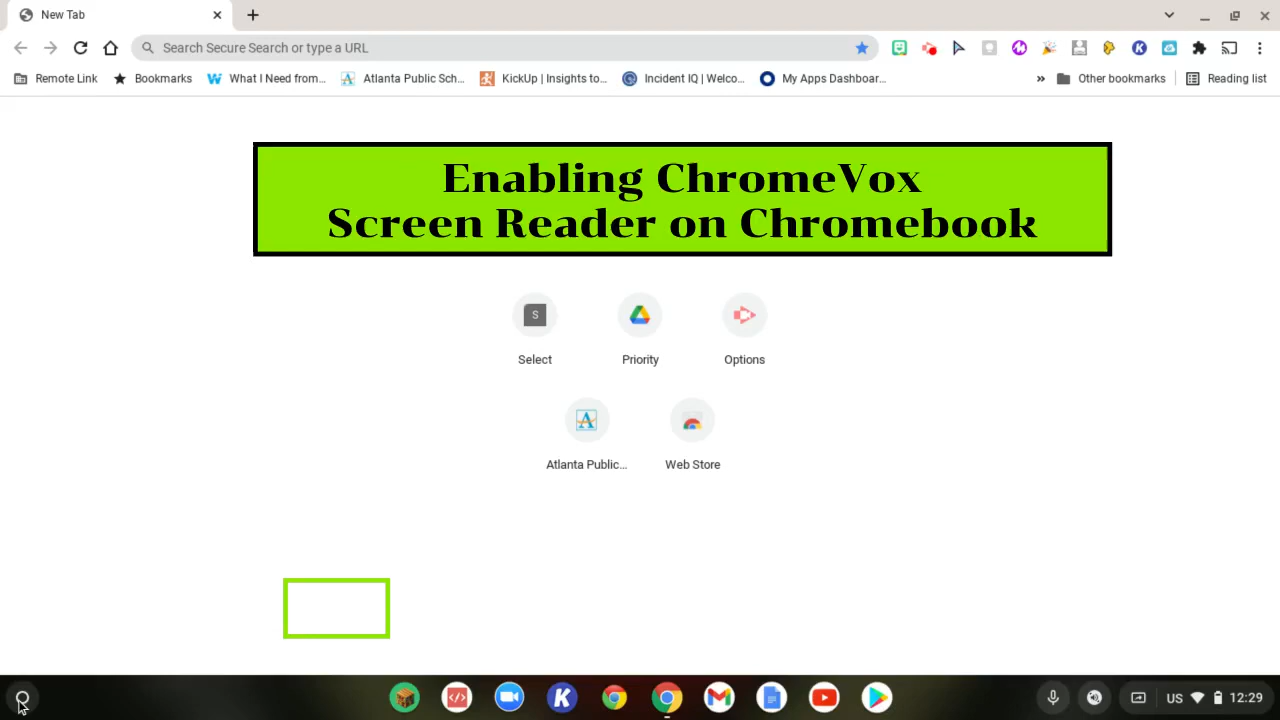 New Tab
Search Secure Search or type a URL
Remote Link
Bookmarks
What I Need from...
Atlanta Public Sch...
KickUp | Insights to...
Incident IQ | Welco...
My Apps Dashboar...
»
Other bookmarks
Reading list
Enabling ChromeVox
Screen Reader on Chromebook
S
Select
Priority
Options
A
Atlanta Public...
Web Store
K
US
12:29